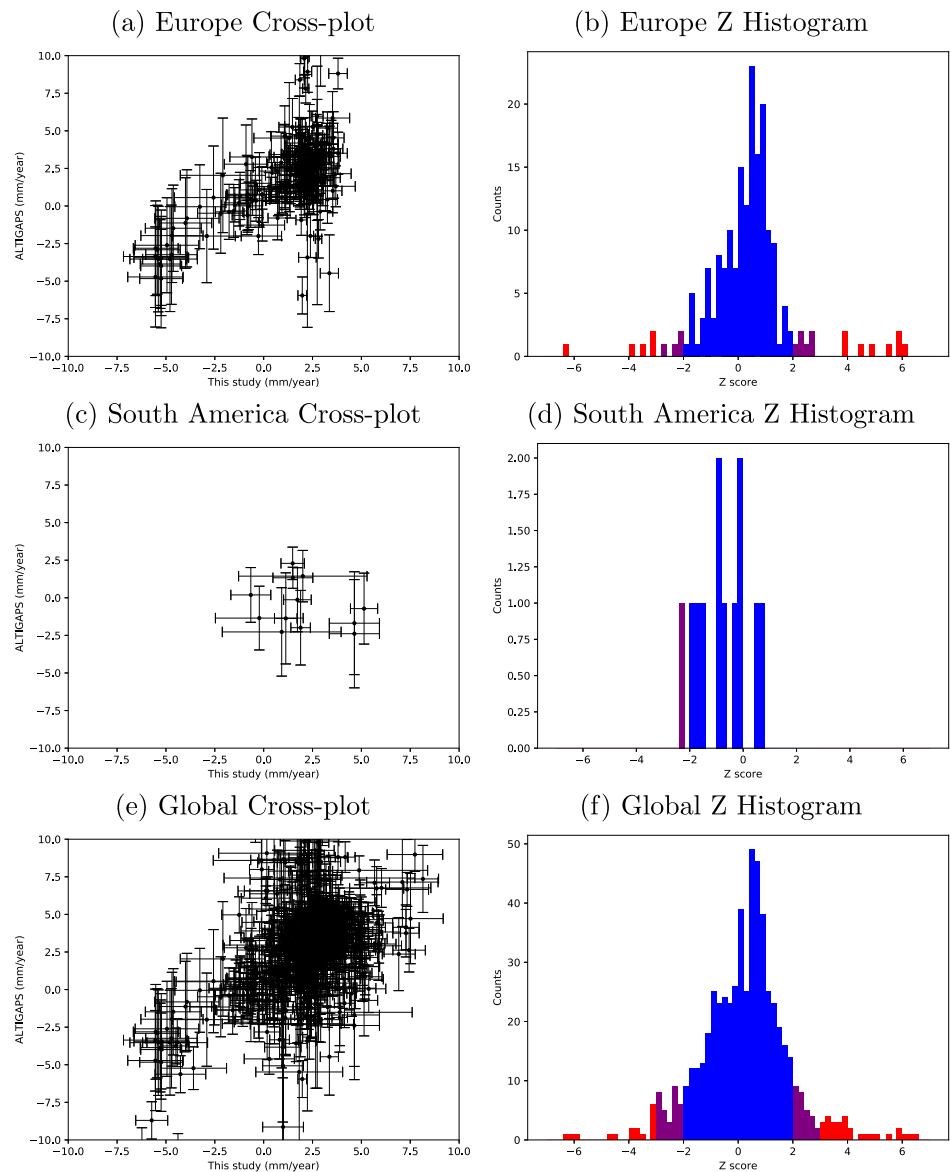 (a) Europe Cross-plot
(b) Europe Z Histogram
10.0
7.5
5.0
2.5
0.0
−2.5
−5.0
−7.5
−10.0
ALTIGAPS (mm/year)
−10.0 −7.5 −5.0 −2.5 0.0 2.5 5.0 7.5 10.0
This study (mm/year)
20
15
10
5
0
Counts
−6 −4 −2 0 2 4 6
Z score
(c) South America Cross-plot
(d) South America Z Histogram
10.0
7.5
5.0
2.5
0.0
−2.5
−5.0
−7.5
−10.0
ALTIGAPS (mm/year)
−10.0 −7.5 −5.0 −2.5 0.0 2.5 5.0 7.5 10.0
This study (mm/year)
2.00
1.75
1.50
1.25
1.00
0.75
0.50
0.25
0.00
Counts
−6 −4 −2 0 2 4 6
Z score
(e) Global Cross-plot
(f) Global Z Histogram
10.0
7.5
5.0
2.5
0.0
−2.5
−5.0
−7.5
−10.0
ALTIGAPS (mm/year)
−10.0 −7.5 −5.0 −2.5 0.0 2.5 5.0 7.5 10.0
This study (mm/year)
50
40
30
20
10
0
Counts
−6 −4 −2 0 2 4 6
Z score